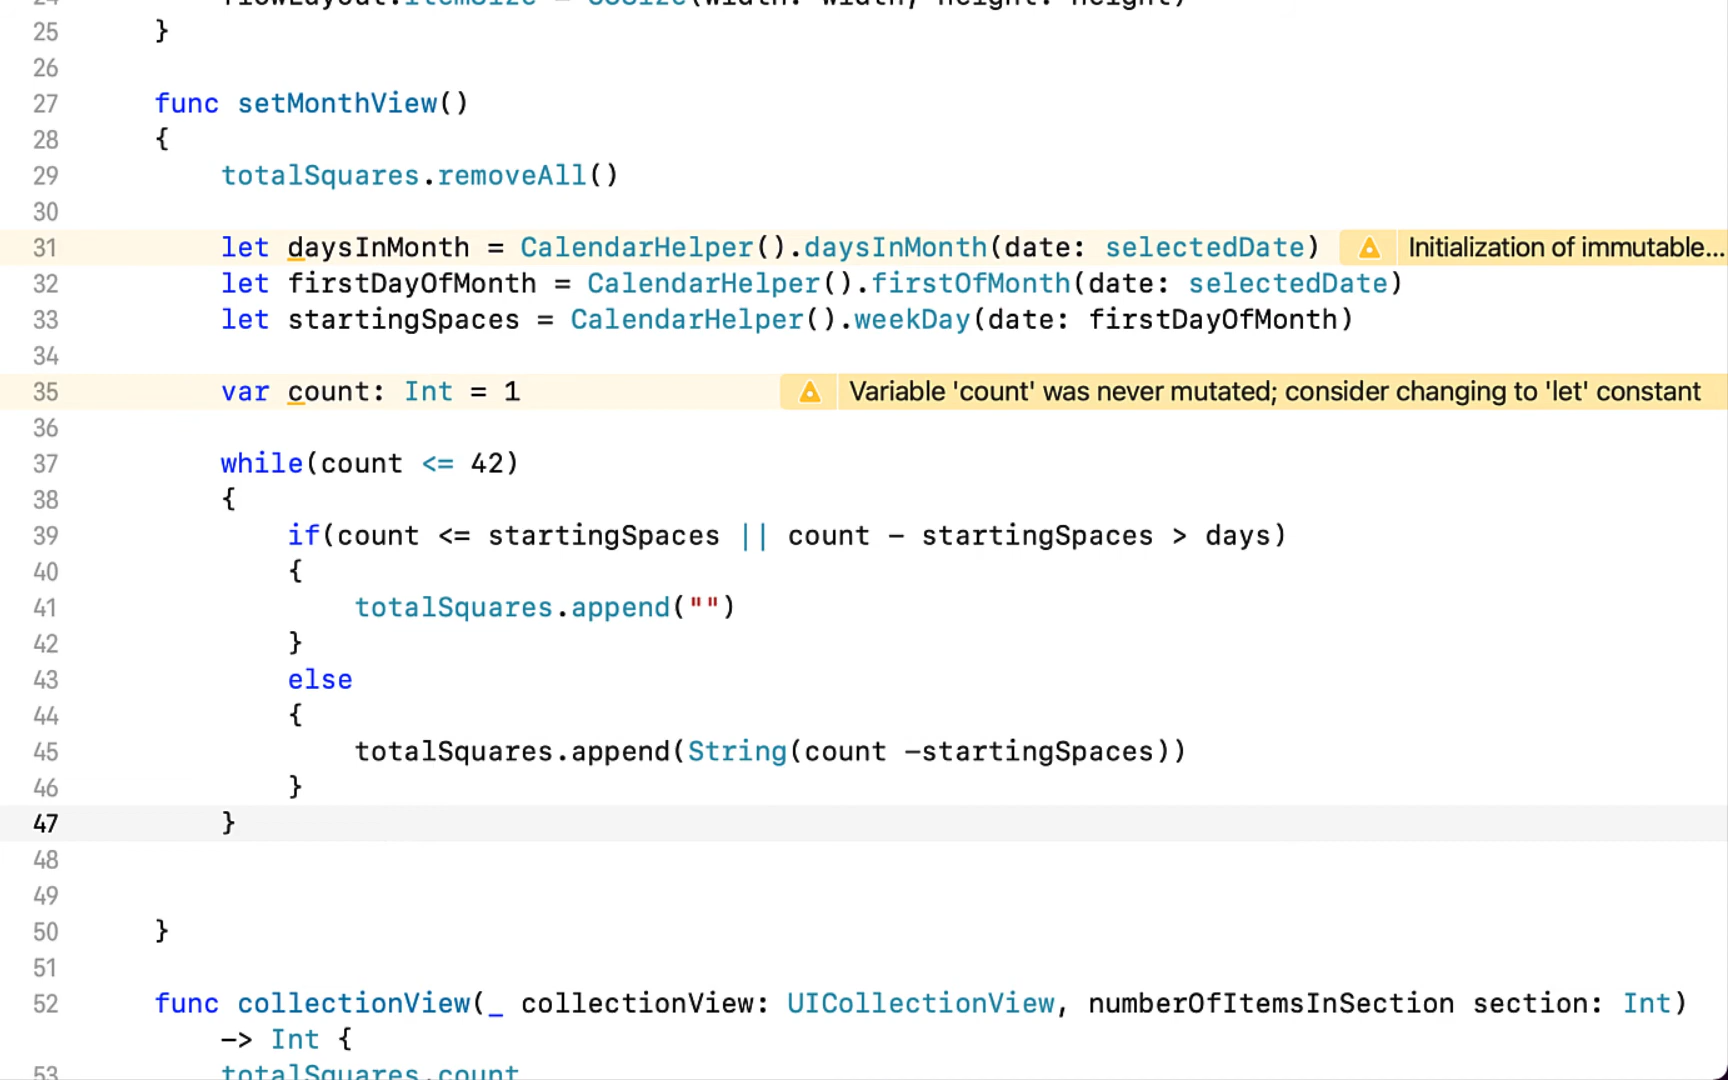 25 }
26
27 func setMonthView()
28 {
29 totalSquares.removeAll()
30
31 let daysInMonth = CalendarHelper().daysInMonth(date: selectedDate) Initialization of immutable...
32 let firstDayOfMonth = CalendarHelper().firstOfMonth(date: selectedDate)
33 let startingSpaces = CalendarHelper().weekDay(date: firstDayOfMonth)
34
35 var count: Int = 1 Variable 'count' was never mutated; consider changing to 'let' constant
36
37 while(count <= 42)
38 {
39 if(count <= startingSpaces || count - startingSpaces > days)
40 {
41 totalSquares.append("")
42 }
43 else
44 {
45 totalSquares.append(String(count -startingSpaces))
46 }
47 }
48
49
50 }
51
52 func collectionView(_ collectionView: UICollectionView, numberOfItemsInSection section: Int)
-> Int {
53 totalSquares.count